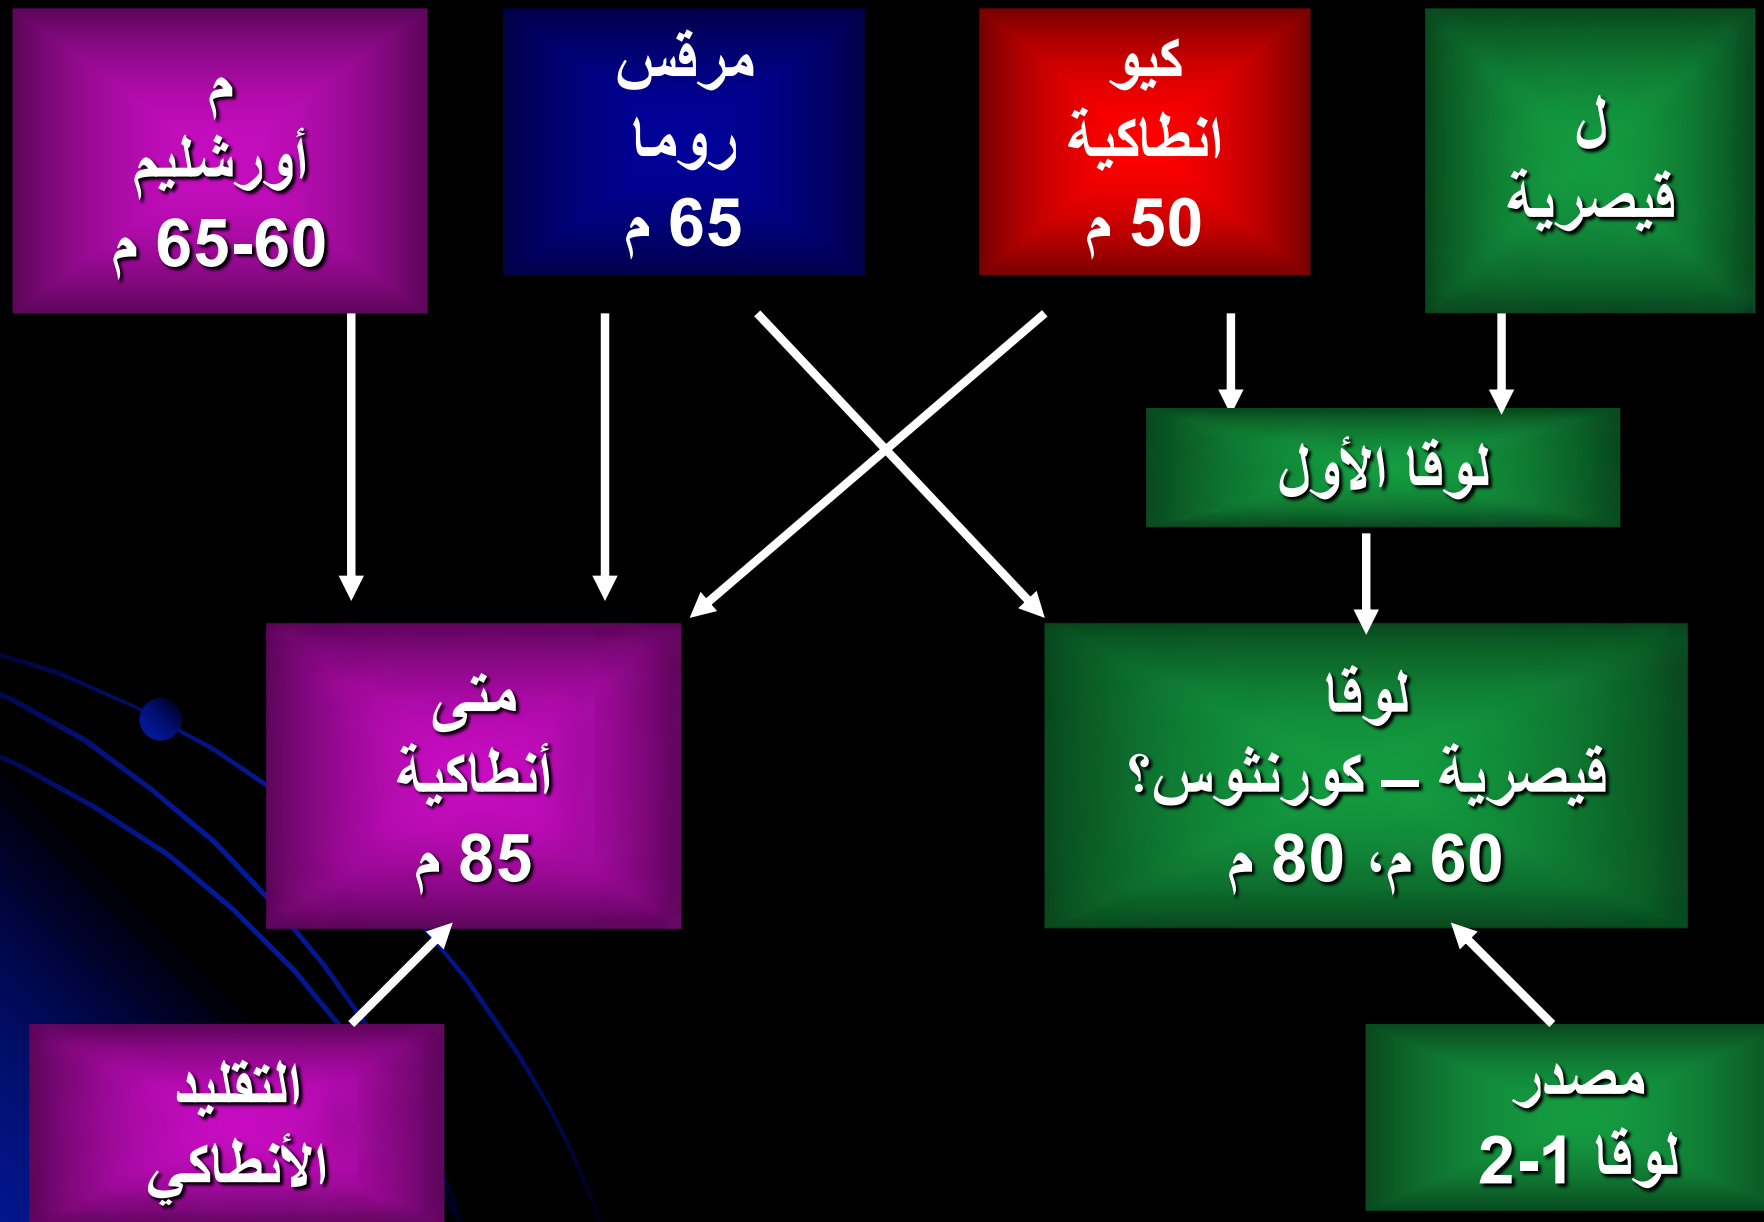 ل
قيصرية
كيو
انطاكية
50 م
مرقس
روما
65 م
م
أورشليم
60-65 م
لوقا الأول
لوقا
قيصرية – كورنثوس؟
60 م، 80 م
متى
أنطاكية
85 م
مصدر
لوقا 1-2
التقليد
الأنطاكي